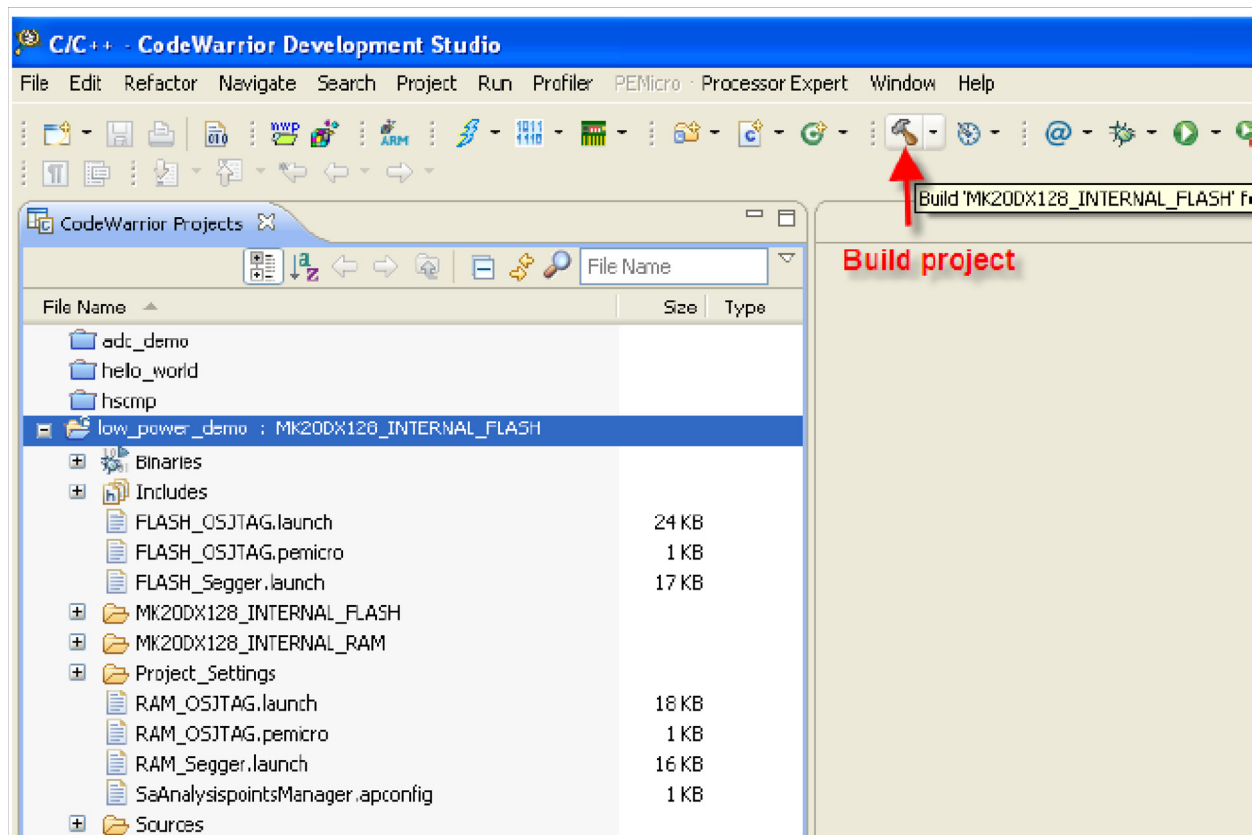 C/C++ - CodeWarrior Development Studio
File Edit Refactor Navigate Search Project Run Profiler PEMicro Processor Expert Window Help
ARM
Build 'MK20DX128_INTERNAL_FLASH' f
CodeWarrior Projects
Build project
File Name
File Name Size Type
adc_demo
hello_world
hscmp
low_power_demo : MK20DX128_INTERNAL_FLASH
Binaries
Includes
FLASH_OSJTAG.launch 24 KB
FLASH_OSJTAG.pemicro 1 KB
FLASH_Segger.launch 17 KB
MK20DX128_INTERNAL_FLASH
MK20DX128_INTERNAL_RAM
Project_Settings
RAM_OSJTAG.launch 18 KB
RAM_OSJTAG.pemicro 1 KB
RAM_Segger.launch 16 KB
SaAnalysispointsManager.apconfig 1 KB
Sources